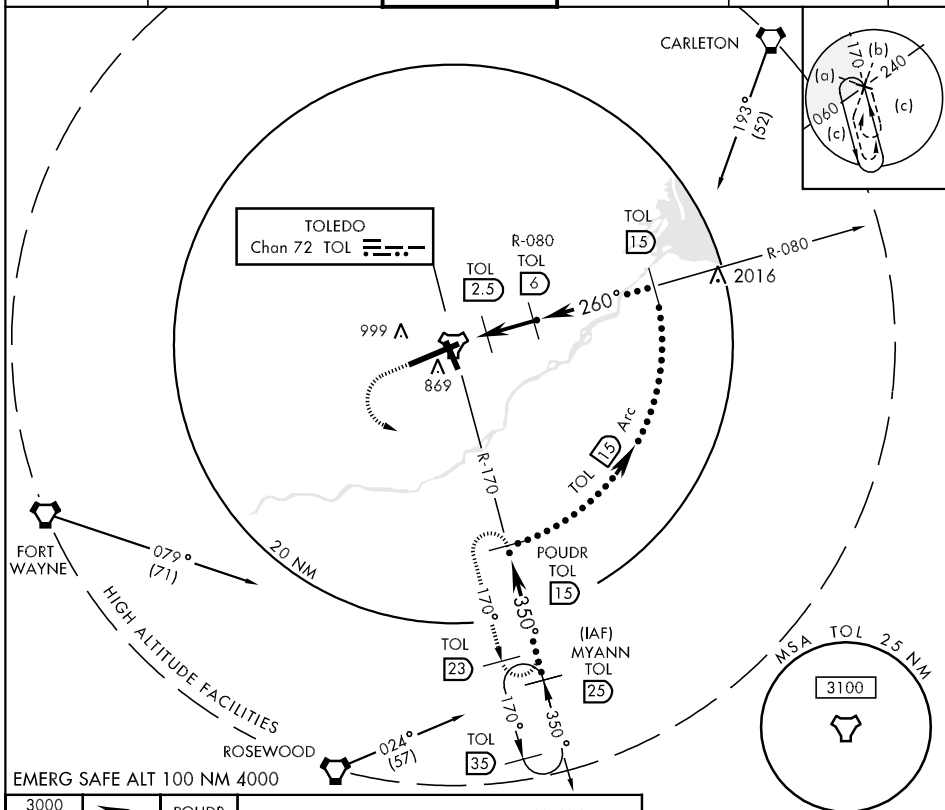 CARLETON
193°
(52)
170
(b)
240
(a)
(c)
060
(c)
TOLEDO
Chan 72 TOL
TOL
2.5
R-080
TOL
6
TOL
15
R-080
2016
260°
999
869
R-170
TOL 15 Arc
FORT
WAYNE
079°
(71)
20 NM
POUDR
TOL
15
170°
350°
HIGH ALTITUDE FACILITIES
TOL
23
(IAF)
MYANN
TOL
25
MSA TOL 25 NM
3100
170°
350°
TOL
35
ROSEWOOD
024°
(57)
EMERG SAFE ALT 100 NM 4000
3000
POUDR